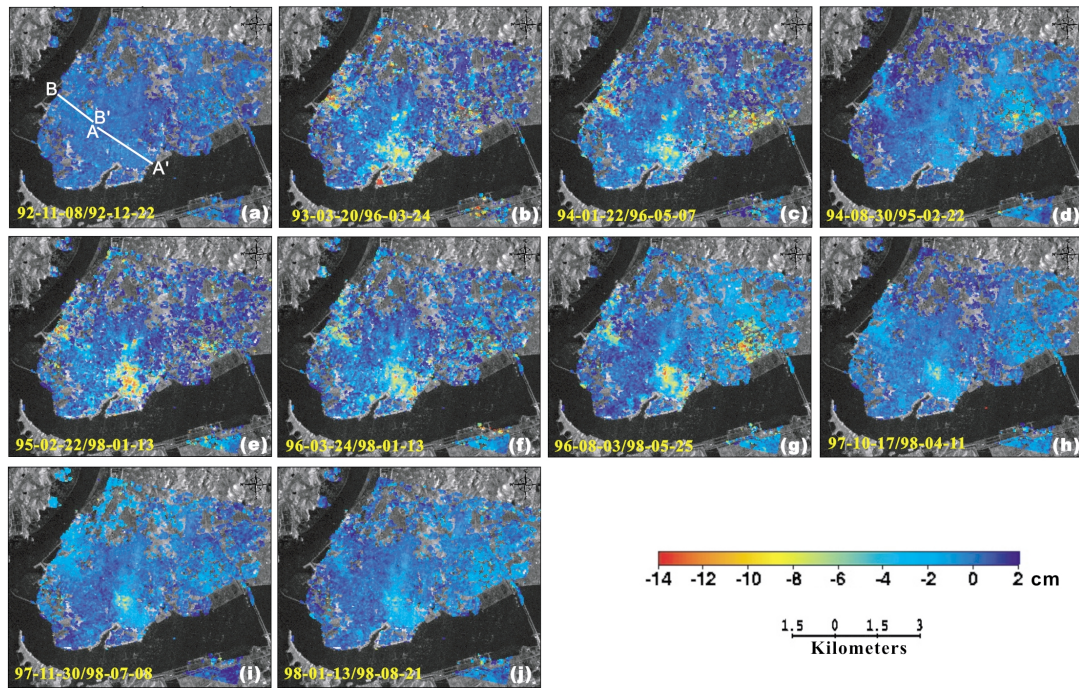 B
B'
A
A'
92-11-08/92-12-22 (a)
93-03-20/96-03-24 (b)
94-01-22/96-05-07 (c)
94-08-30/95-02-22 (d)
95-02-22/98-01-13 (e)
96-03-24/98-01-13 (f)
96-08-03/98-05-25 (g)
97-10-17/98-04-11 (h)
97-11-30/98-07-08 (i)
98-01-13/98-08-21 (j)
-14 -12 -10 -8 -6 -4 -2 0 2 cm
1.5 0 1.5 3
Kilometers